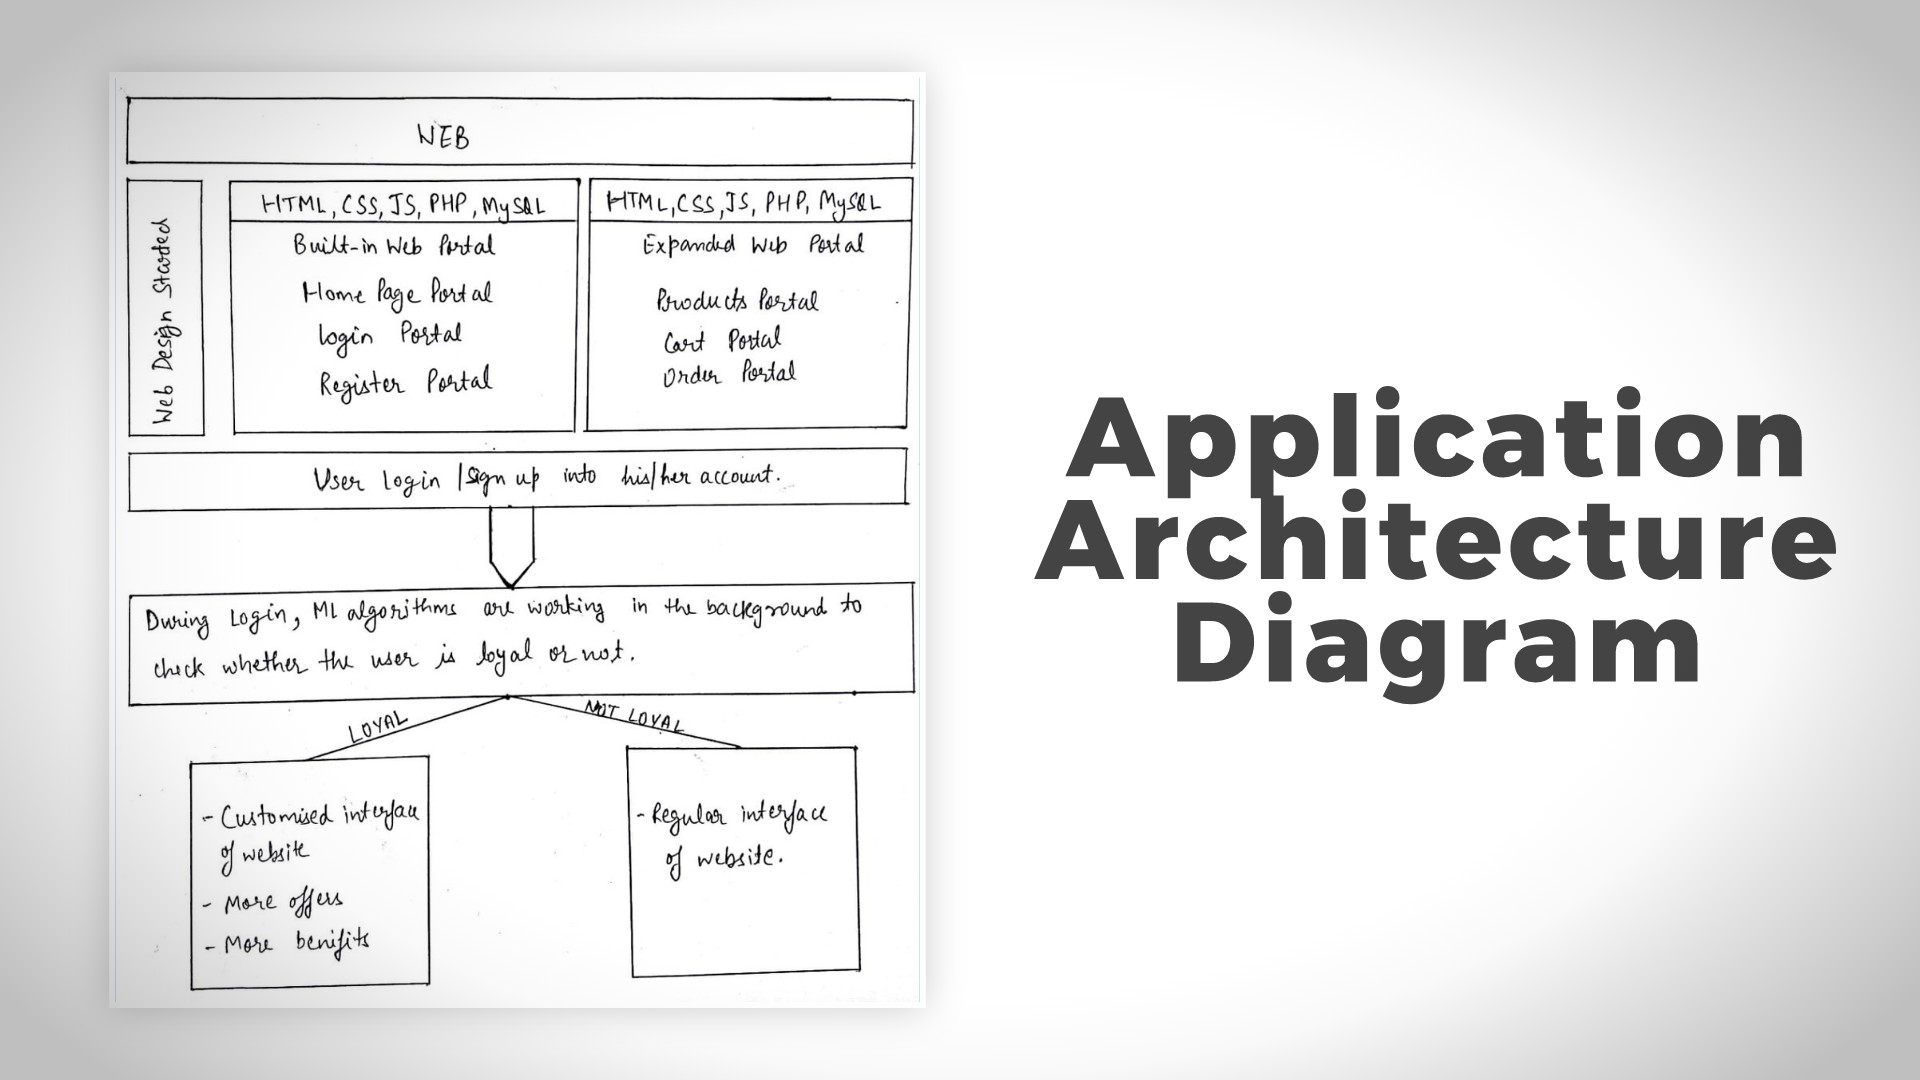 WEB
Web Design Started
HTML, CSS, JS, PHP, MySQL
Built-in Web Portal
Home Page Portal
Login Portal
Register Portal
HTML, CSS, JS, PHP, MySQL
Expanded Web Portal
Products Portal
Cart Portal
Order Portal
User Login / Sign up into his/her account.
During Login, ML algorithms are working in the background to
check whether the user is loyal or not.
LOYAL
NOT LOYAL
- Customised interface
of website
- More offers
- More benifits
- Regular interface
of website.
Application
Architecture
Diagram